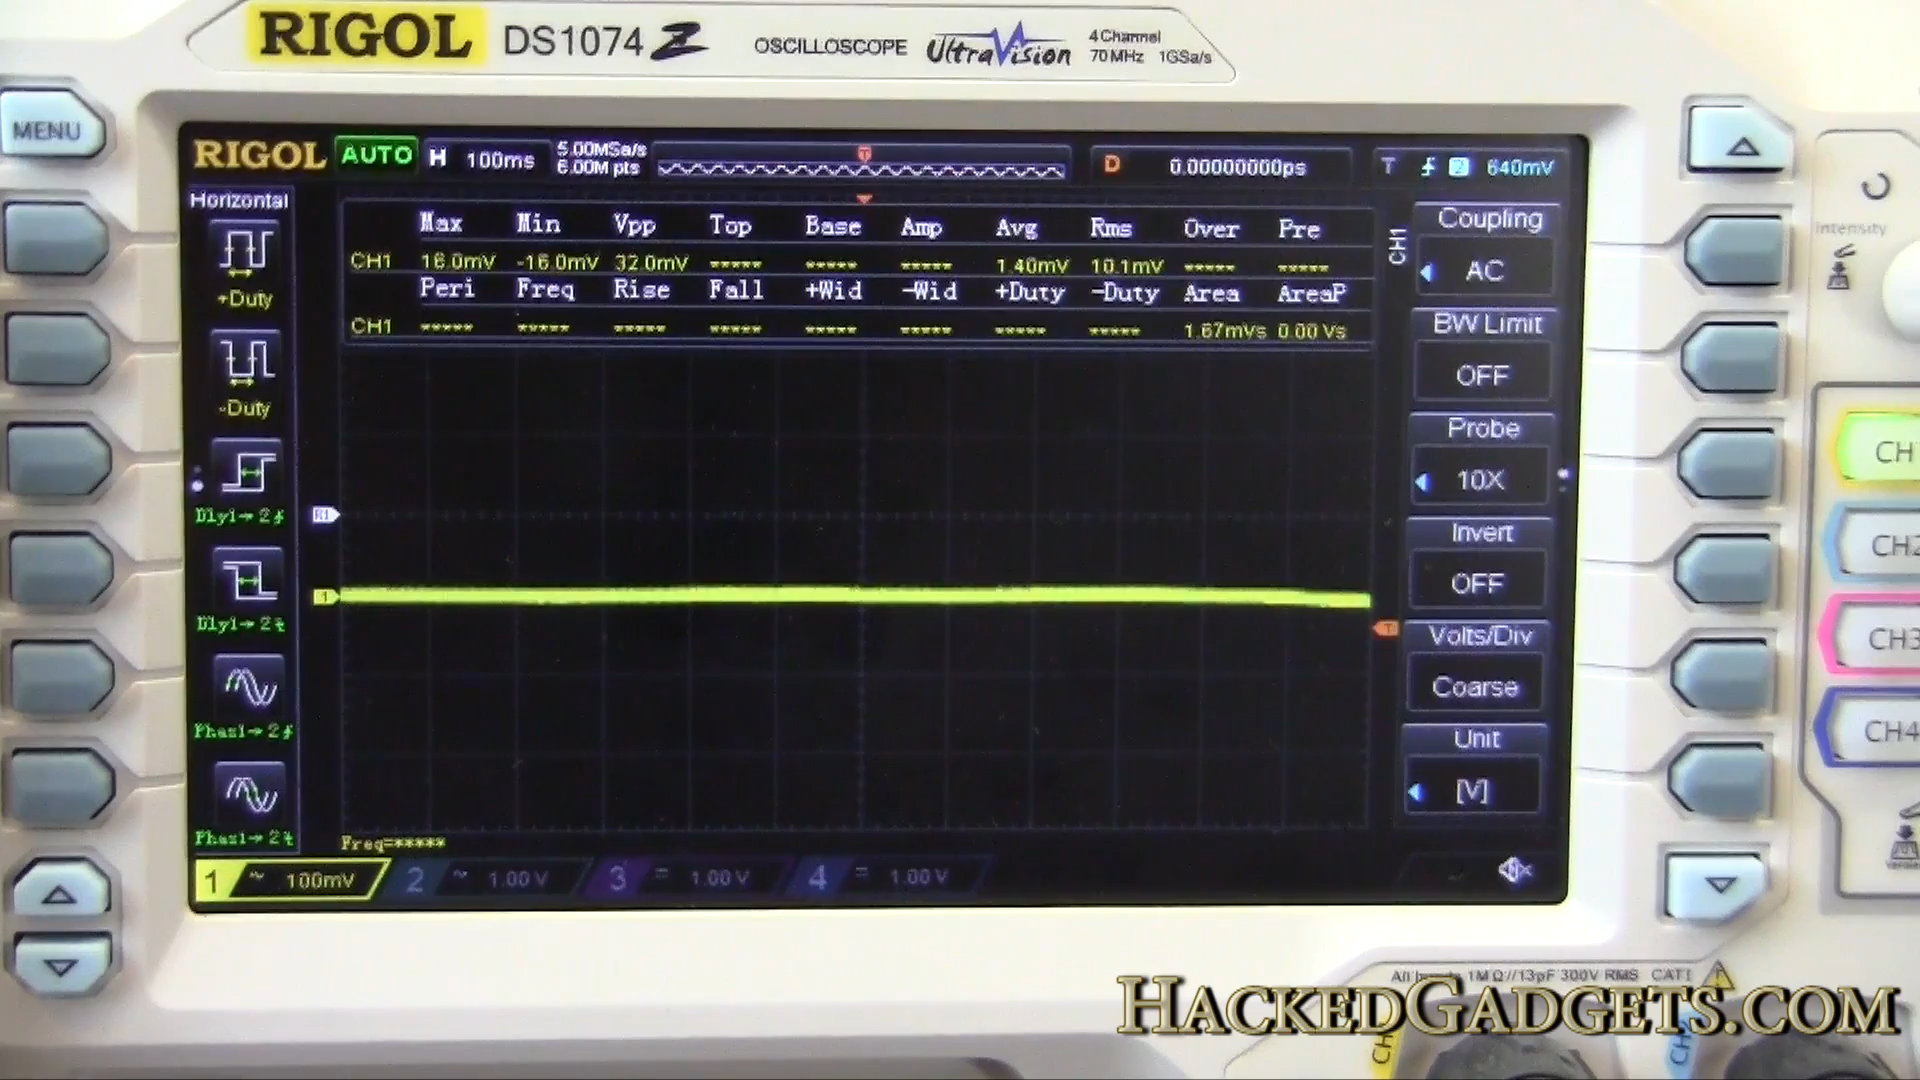 RIGOL DS1074Z OSCILLOSCOPE UltraVision 4 Channel 70 MHz 1GSa/s
MENU
RIGOL AUTO H 100ms 5.00MSa/s 6.00M pts D 0.00000000ps T 2 640mV
Horizontal
+Duty
-Duty
Dly1→2
Dly1→2
Phas1→2
Phas1→2
Max Min Vpp Top Base Amp Avg Rms Over Pre
CH1 16.0mV -16.0mV 32.0mV ***** ***** ***** 1.40mV 10.1mV ***** *****
Peri Freq Rise Fall +Wid -Wid +Duty -Duty Area AreaP
CH1 ***** ***** ***** ***** ***** ***** ***** ***** 1.67mVs 0.00 Vs
1
T
Freq=*****
1 ~ 100mV 2 ~ 1.00 V 3 = 1.00 V 4 = 1.00 V
CH1
Coupling
AC
BW Limit
OFF
Probe
10X
Invert
OFF
Volts/Div
Coarse
Unit
[V]
Intensity
CH1
CH2
CH3
CH4
1MΩ//13pF 300V RMS CAT I
HACKEDGADGETS.COM